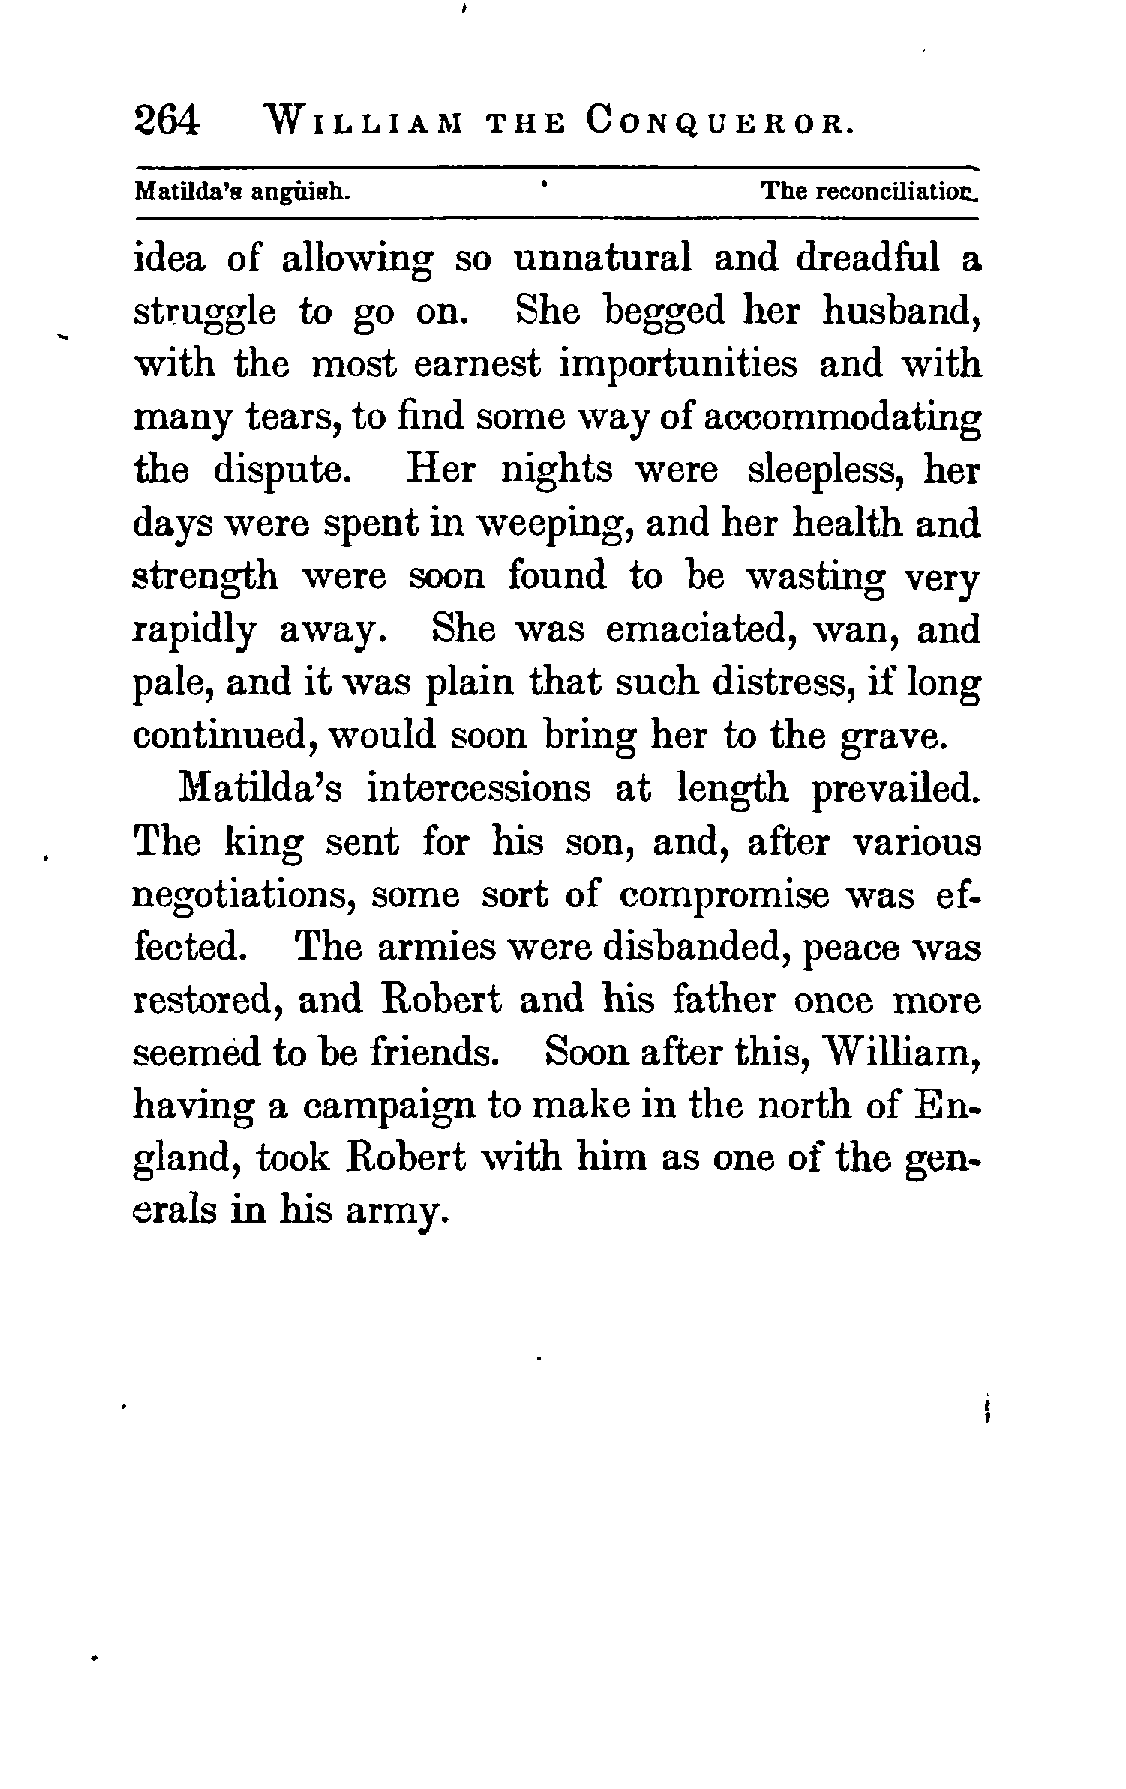 264 WILLIAM THE CONQUEROR.
Matilda's anguish. The reconciliation.
idea of allowing so unnatural and dreadful a
struggle to go on. She begged her husband,
with the most earnest importunities and with
many tears, to find some way of accommodating
the dispute. Her nights were sleepless, her
days were spent in weeping, and her health and
strength were soon found to be wasting very
rapidly away. She was emaciated, wan, and
pale, and it was plain that such distress, if long
continued, would soon bring her to the grave.
Matilda's intercessions at length prevailed.
The king sent for his son, and, after various
negotiations, some sort of compromise was ef-
fected. The armies were disbanded, peace was
restored, and Robert and his father once more
seemed to be friends. Soon after this, William,
having a campaign to make in the north of En-
gland, took Robert with him as one of the gen-
erals in his army.